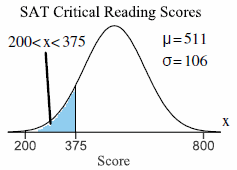 SAT Critical Reading Scores
200<x<375
μ=511
σ=106
x
200 375 800
Score